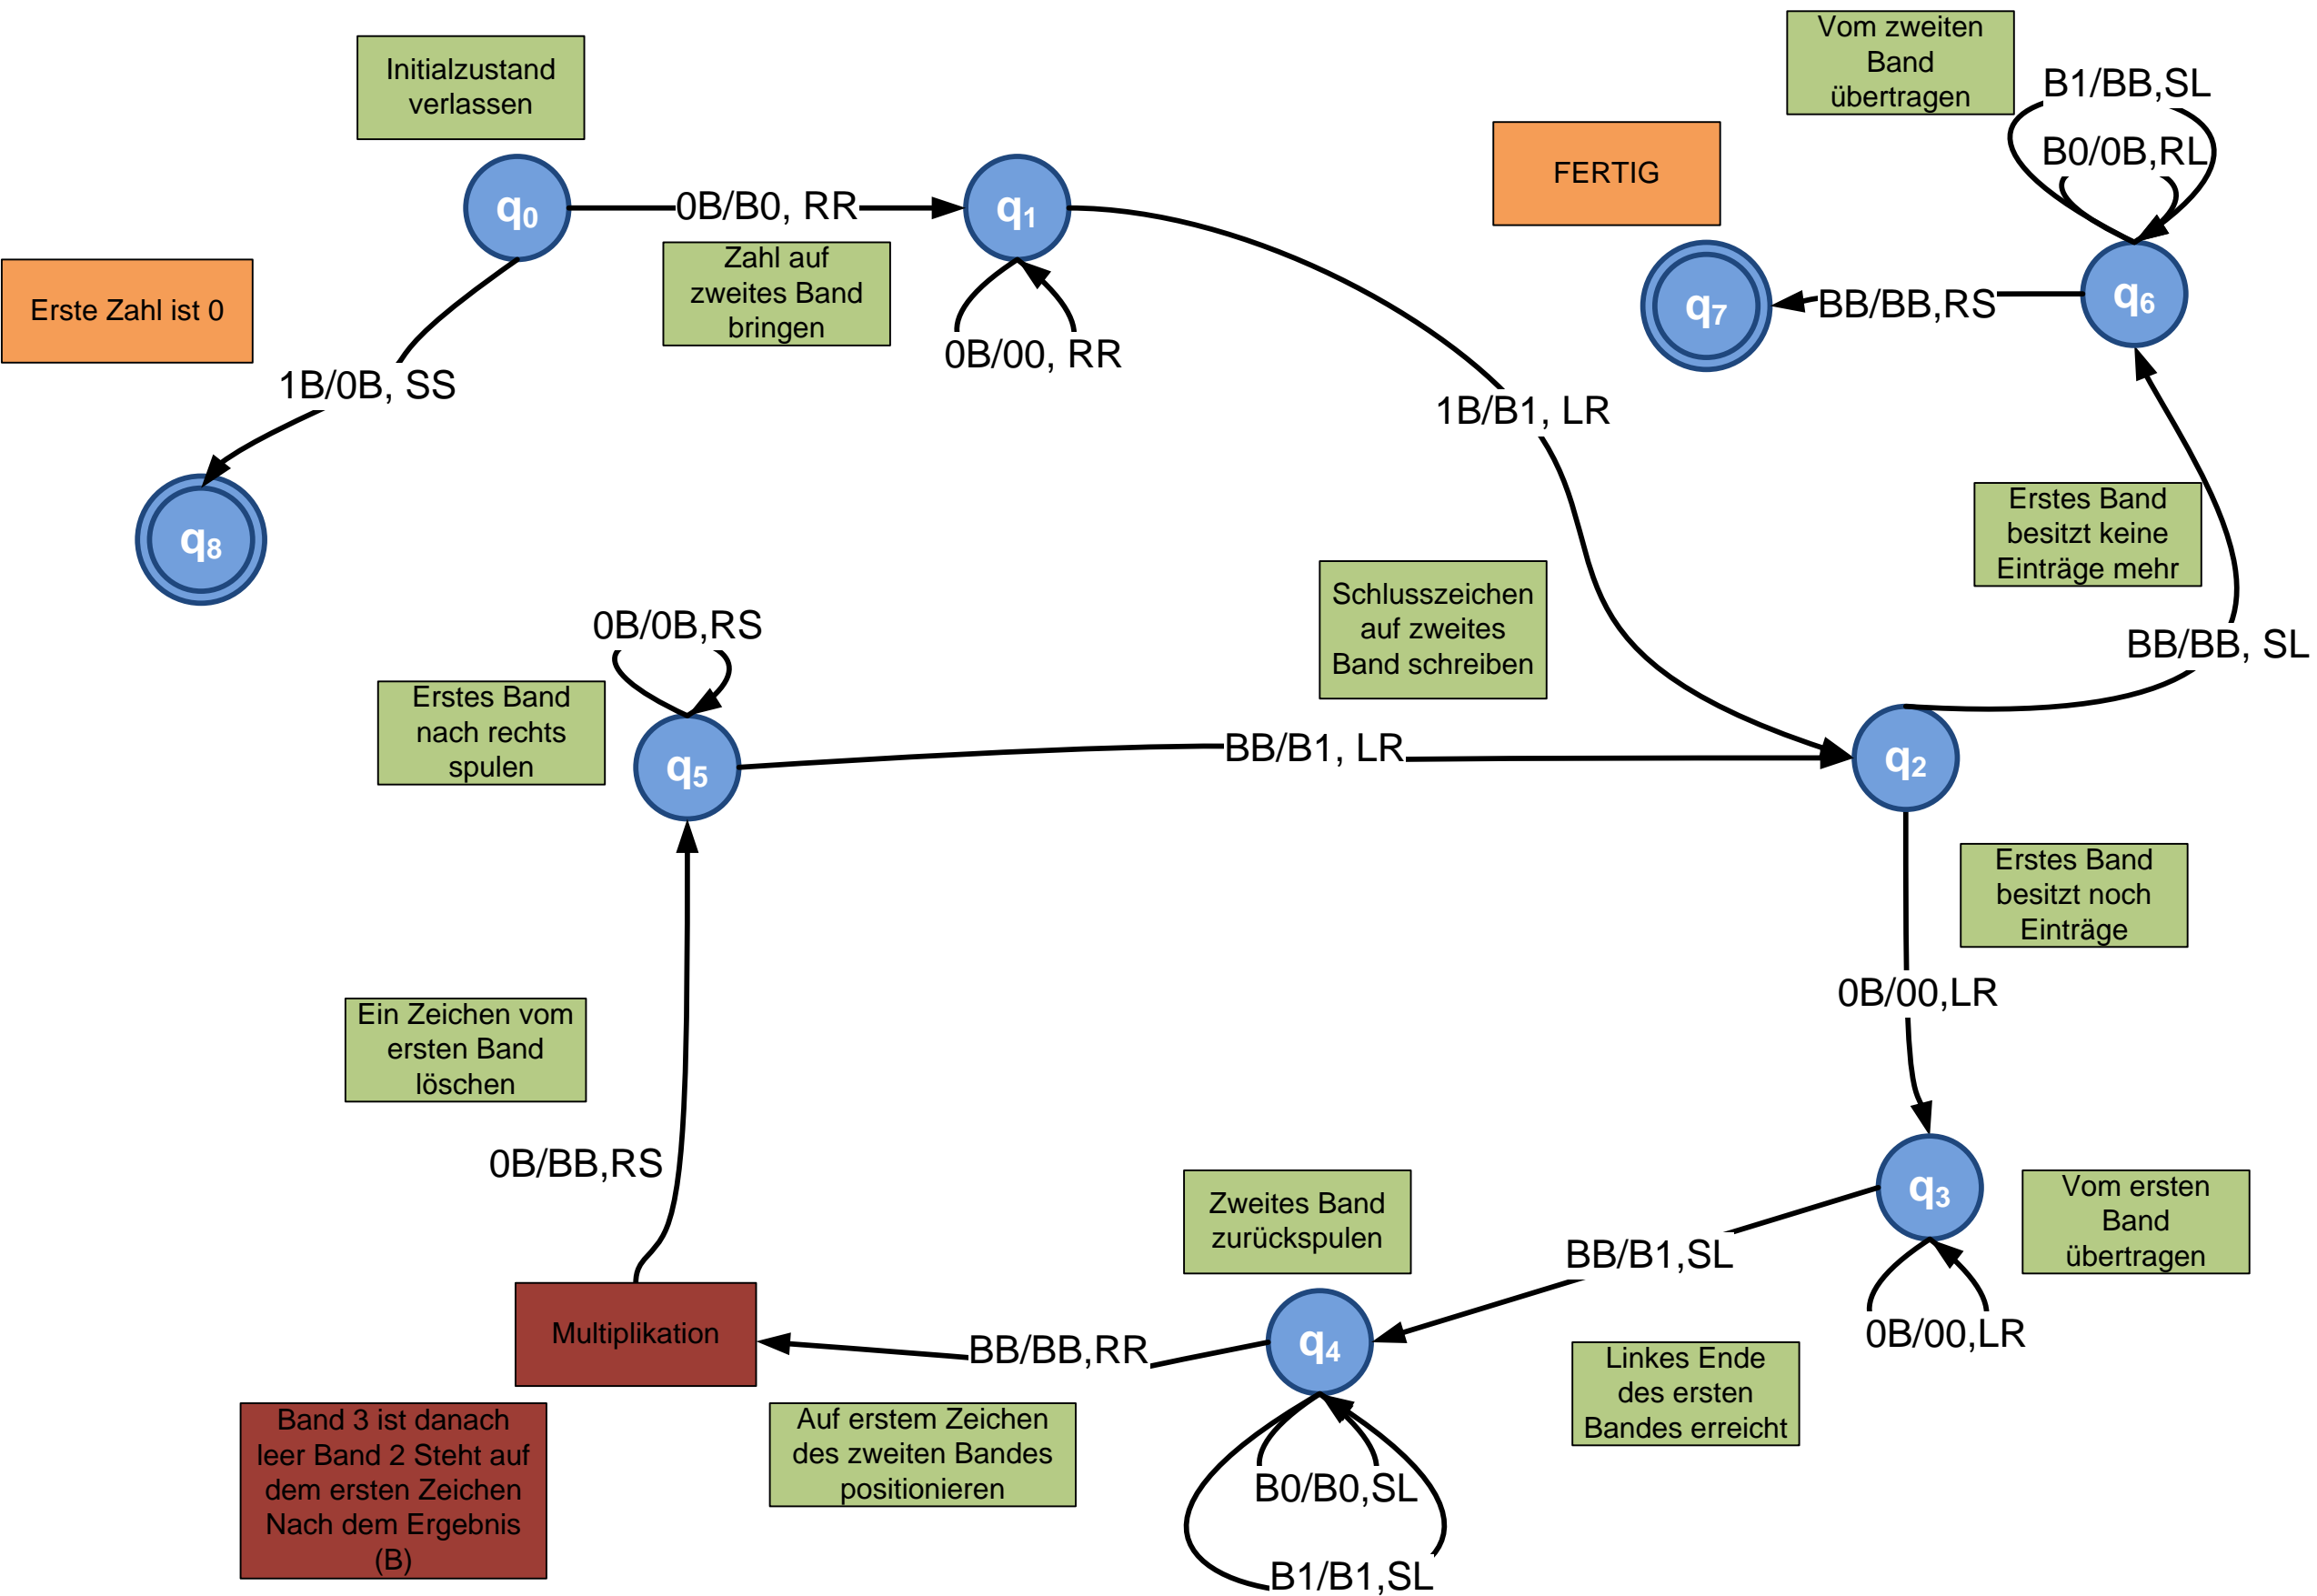 Vom zweiten
Band
übertragen
Initialzustand
verlassen
B1/BB,SL
B0/0B,RL
FERTIG
q0
0B/B0, RR
q1
Zahl auf
zweites Band
bringen
Erste Zahl ist 0
q7
BB/BB,RS
q6
0B/00, RR
1B/0B, SS
1B/B1, LR
q8
Erstes Band
besitzt keine
Einträge mehr
Schlusszeichen
auf zweites
Band schreiben
0B/0B,RS
BB/BB, SL
Erstes Band
nach rechts
spulen
q5
BB/B1, LR
q2
Erstes Band
besitzt noch
Einträge
0B/00,LR
Ein Zeichen vom
ersten Band
löschen
0B/BB,RS
Zweites Band
zurückspulen
q3
Vom ersten
Band
übertragen
BB/B1,SL
Multiplikation
BB/BB,RR
q4
0B/00,LR
Linkes Ende
des ersten
Bandes erreicht
Band 3 ist danach
leer Band 2 Steht auf
dem ersten Zeichen
Nach dem Ergebnis
(B)
Auf erstem Zeichen
des zweiten Bandes
positionieren
B0/B0,SL
B1/B1,SL